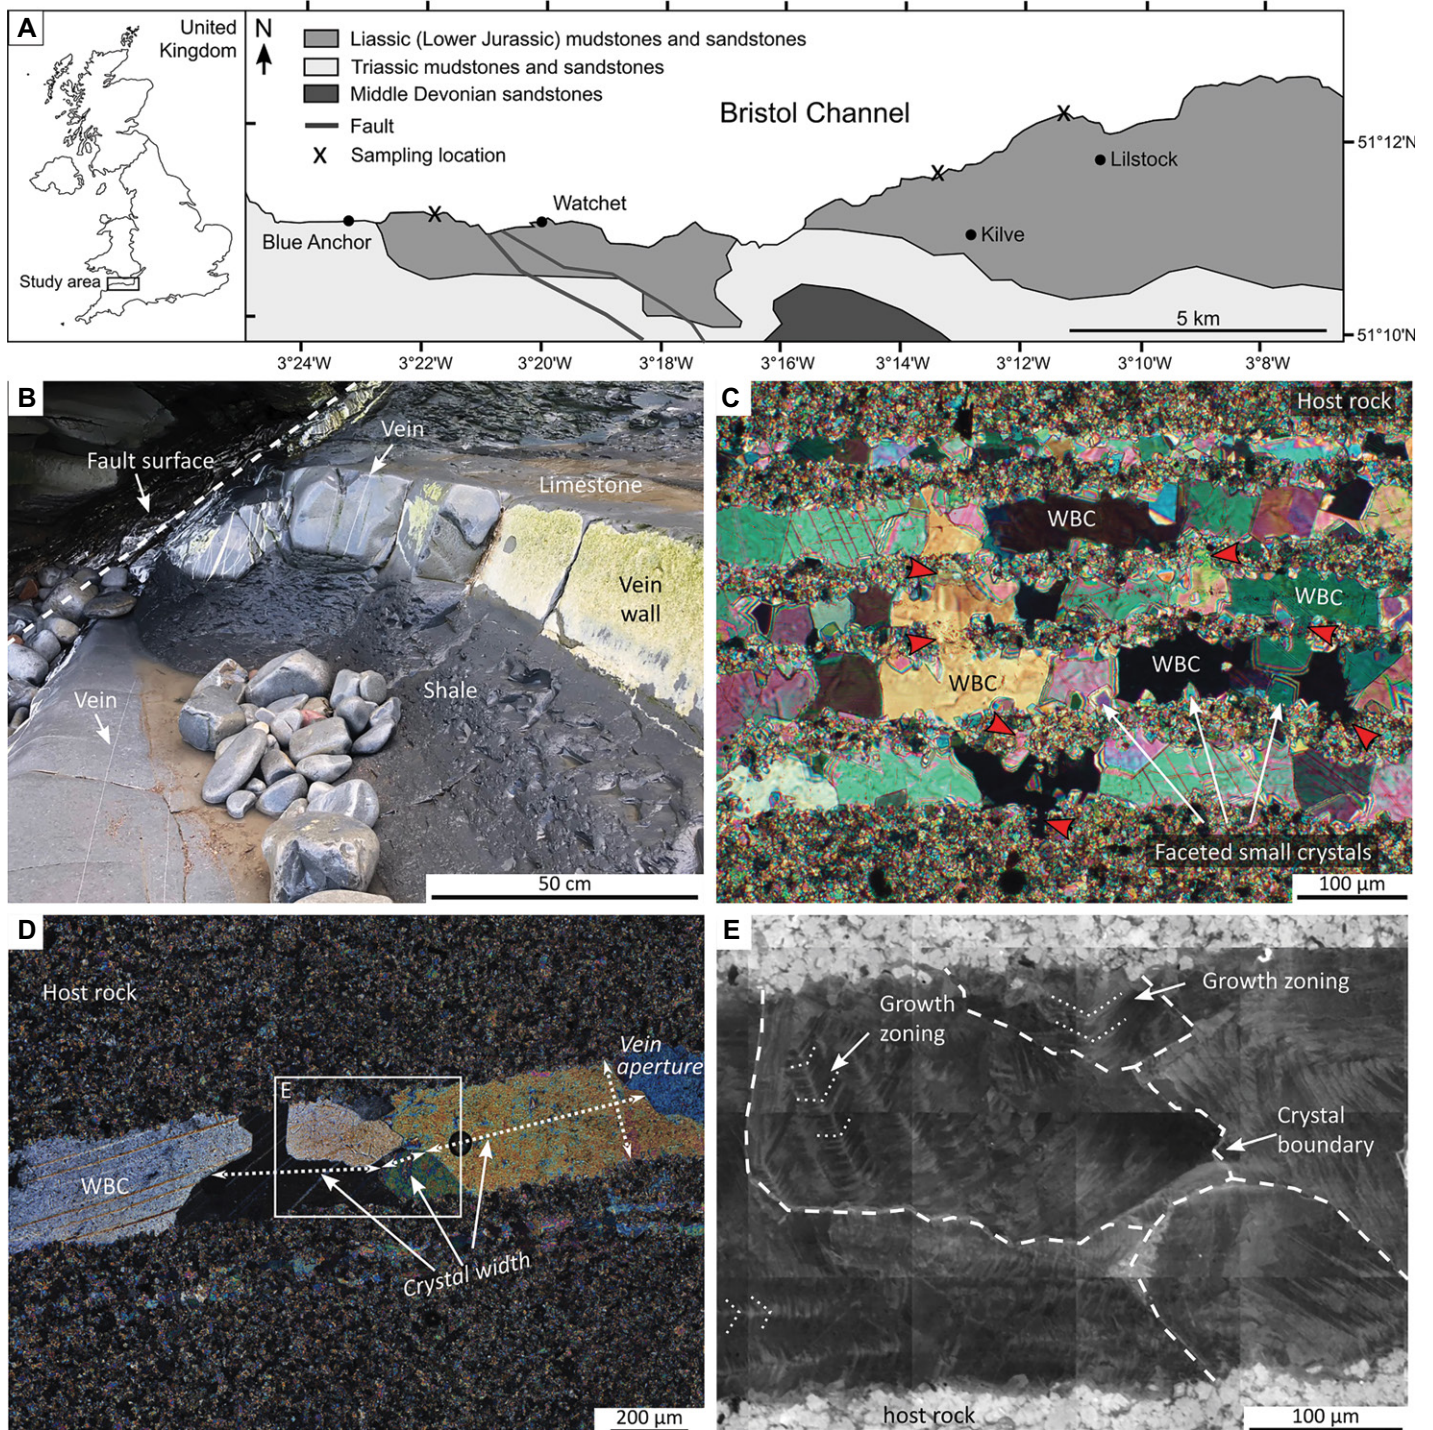 A
United
Kingdom
Study area
N
Liassic (Lower Jurassic) mudstones and sandstones
Triassic mudstones and sandstones
Middle Devonian sandstones
Fault
X Sampling location
Bristol Channel
X
X
X
Lilstock
Kilve
Watchet
Blue Anchor
5 km
51°12'N
51°10'N
3°24'W 3°22'W 3°20'W 3°18'W 3°16'W 3°14'W 3°12'W 3°10'W 3°8'W
B
Fault surface
Vein
Limestone
Vein
wall
Vein
Shale
50 cm
C
Host rock
WBC
WBC
WBC
WBC
Faceted small crystals
100 µm
D
Host rock
Vein
aperture
E
WBC
Crystal width
200 µm
E
Growth
zoning
Growth zoning
Crystal
boundary
host rock
100 µm